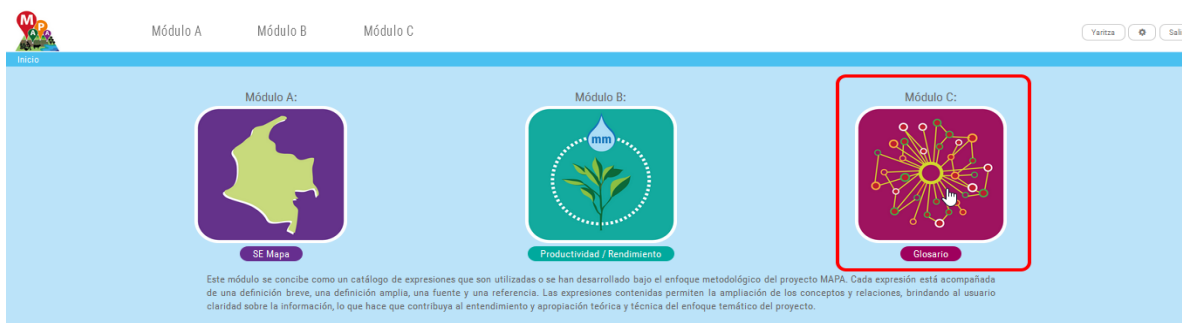 MAPA
Módulo A Módulo B Módulo C
Yaritza
Inicio
Módulo A: Módulo B: Módulo C:
mm
SE Mapa Productividad / Rendimiento Glosario
Este módulo se concibe como un catálogo de expresiones que son utilizadas o se han desarrollado bajo el enfoque metodológico del proyecto MAPA. Cada expresión está acompañada
de una definición breve, una definición amplia, una fuente y una referencia. Las expresiones contenidas permiten la ampliación de los conceptos y relaciones, brindando al usuario
claridad sobre la información, lo que hace que contribuya al entendimiento y apropiación teórica y técnica del enfoque temático del proyecto.